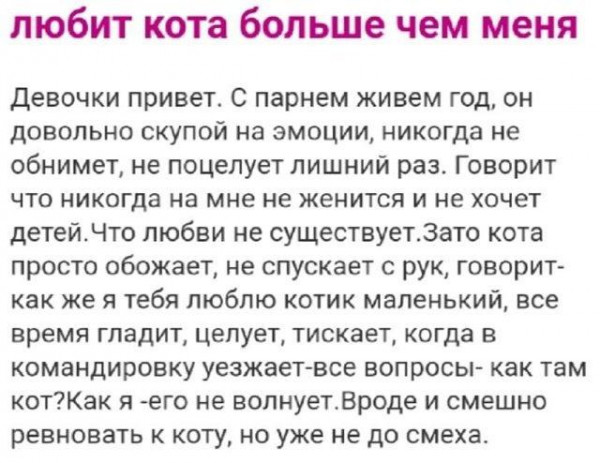 любит кота больше чем меня
Девочки привет. С парнем живем год, он
довольно скупой на эмоции, никогда не
обнимет, не поцелует лишний раз. Говорит
что никогда на мне не женится и не хочет
детей.Что любви не существует.Зато кота
просто обожает, не спускает с рук, говорит-
как же я тебя люблю котик маленький, все
время гладит, целует, тискает, когда в
командировку уезжает-все вопросы- как там
кот?Как я -его не волнует.Вроде и смешно
ревновать к коту, но уже не до смеха.